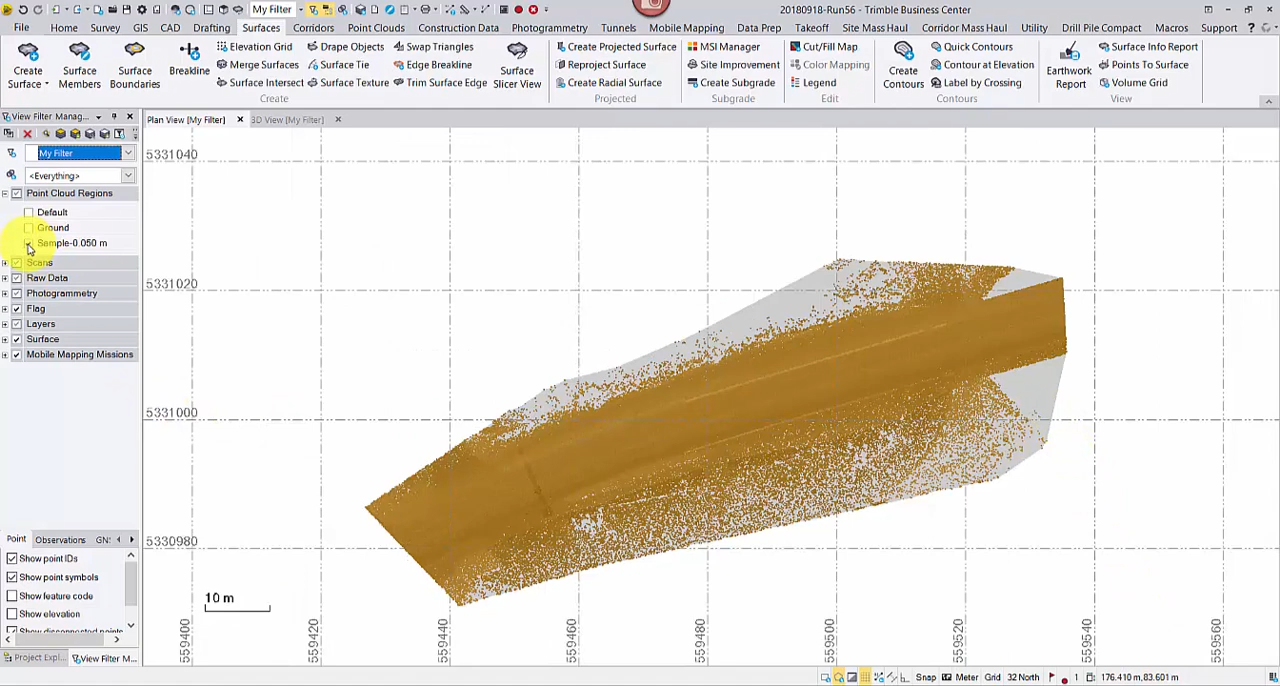 My Filter
20180918-Run56 - Trimble Business Center
File Home Survey GIS CAD Drafting Surfaces Corridors Point Clouds Construction Data Photogrammetry Tunnels Mobile Mapping Data Prep Takeoff Site Mass Haul Corridor Mass Haul Utility Drill Pile Compact Macros Support
Create Surface
Surface Members
Surface Boundaries
Breakline
Elevation Grid
Merge Surfaces
Surface Intersect
Drape Objects
Surface Tie
Surface Texture
Swap Triangles
Edge Breakline
Trim Surface Edge
Surface Slicer View
Create Projected Surface
Reproject Surface
Create Radial Surface
MSI Manager
Site Improvement
Create Subgrade
Cut/Fill Map
Color Mapping
Legend
Create Contours
Quick Contours
Contour at Elevation
Label by Crossing
Earthwork Report
Surface Info Report
Points To Surface
Volume Grid
Create Projected Subgrade Edit Contours View
View Filter Manag...
Plan View [My Filter] 3D View [My Filter]
My Filter
<Everything>
Point Cloud Regions
Default
Ground
Sample-0.050 m
Scans
Raw Data
Photogrammetry
Flag
Layers
Surface
Mobile Mapping Missions
5331040
5331020
5331000
5330980
10 m
559400 559420 559440 559460 559480 559500 559520 559540 559560
Point Observations GN:
Show point IDs
Show point symbols
Show feature code
Show elevation
Show disconnected points
Project Expl... View Filter M...
Snap Meter Grid 32 North 1 176.410 m,83.601 m